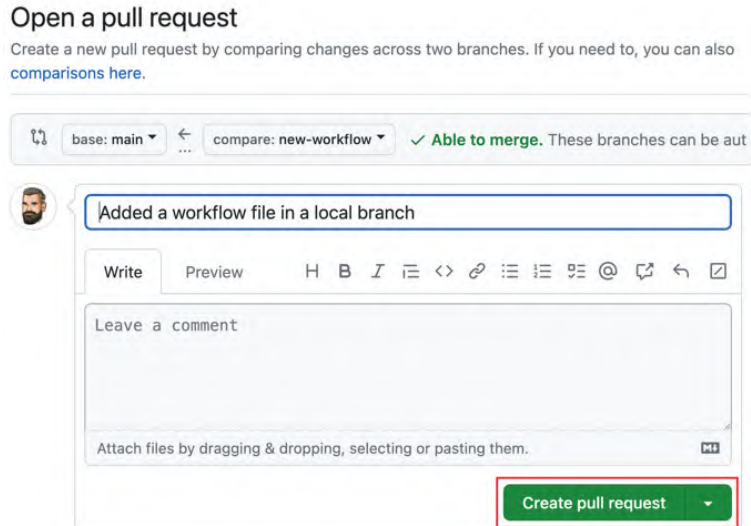 Open a pull request
Create a new pull request by comparing changes across two branches. If you need to, you can also
comparisons here.
base: main
compare: new-workflow
Able to merge. These branches can be aut
Added a workflow file in a local branch
Write Preview H B I <> @
Leave a comment
Attach files by dragging & dropping, selecting or pasting them.
Create pull request